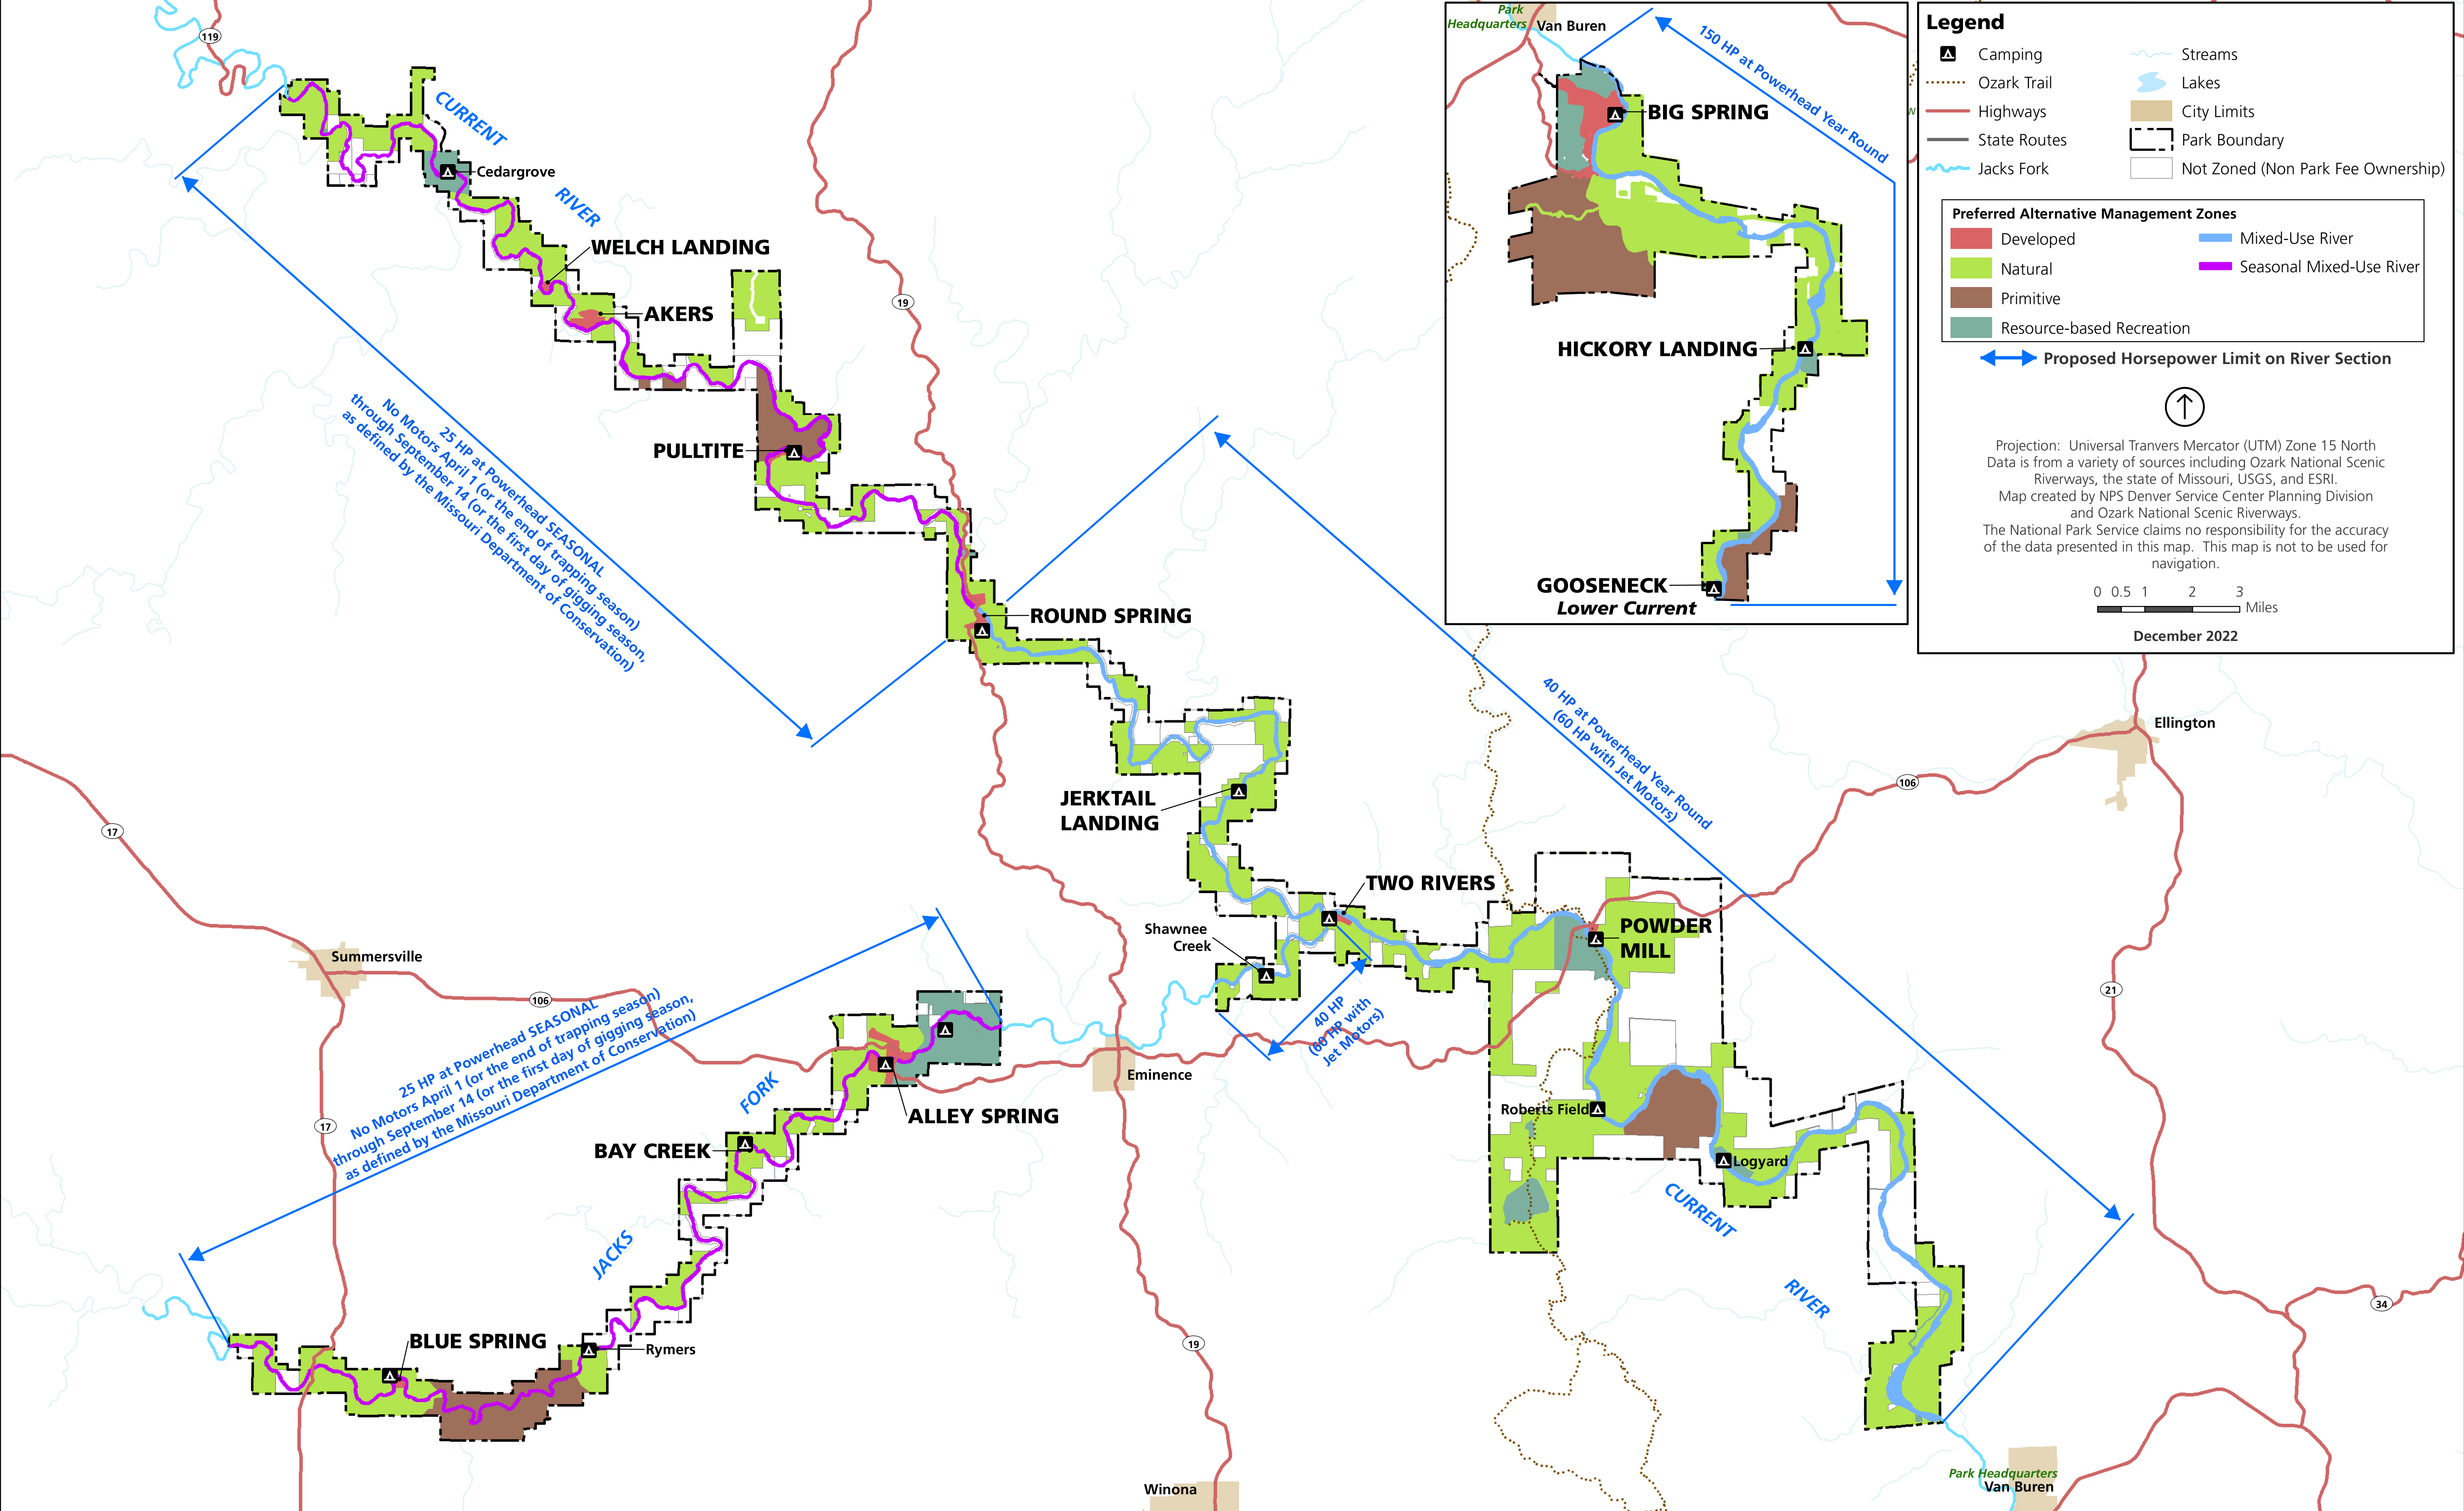 119
CURRENT
RIVER
Cedargrove
WELCH LANDING
AKERS
19
PULLTITE
25 HP at Powerhead SEASONAL
No Motors April 1 (or the end of trapping season)
through September 14 (or the first day of gigging season,
as defined by the Missouri Department of Conservation)
ROUND SPRING
JERKTAIL
LANDING
40 HP at Powerhead Year Round
(60 HP with Jet Motors)
TWO RIVERS
Shawnee
Creek
POWDER
MILL
40 HP
(60 HP with
Jet Motors)
Roberts Field
Logyard
CURRENT
RIVER
17
Summersville
106
25 HP at Powerhead SEASONAL
No Motors April 1 (or the end of trapping season)
through September 14 (or the first day of gigging season,
as defined by the Missouri Department of Conservation)
17
Eminence
ALLEY SPRING
FORK
BAY CREEK
JACKS
BLUE SPRING
Rymers
19
Winona
Ellington
106
21
34
Park Headquarters
Van Buren
Park
Headquarters
Van Buren
150 HP at Powerhead Year Round
BIG SPRING
HICKORY LANDING
GOOSENECK
Lower Current
W
Legend
Camping
Ozark Trail
Highways
State Routes
Jacks Fork
Streams
Lakes
City Limits
Park Boundary
Not Zoned (Non Park Fee Ownership)
Preferred Alternative Management Zones
Developed
Natural
Primitive
Resource-based Recreation
Mixed-Use River
Seasonal Mixed-Use River
Proposed Horsepower Limit on River Section
Projection: Universal Tranvers Mercator (UTM) Zone 15 North
Data is from a variety of sources including Ozark National Scenic
Riverways, the state of Missouri, USGS, and ESRI.
Map created by NPS Denver Service Center Planning Division
and Ozark National Scenic Riverways.
The National Park Service claims no responsibility for the accuracy
of the data presented in this map. This map is not to be used for
navigation.
0 0.5 1 2 3
Miles
December 2022